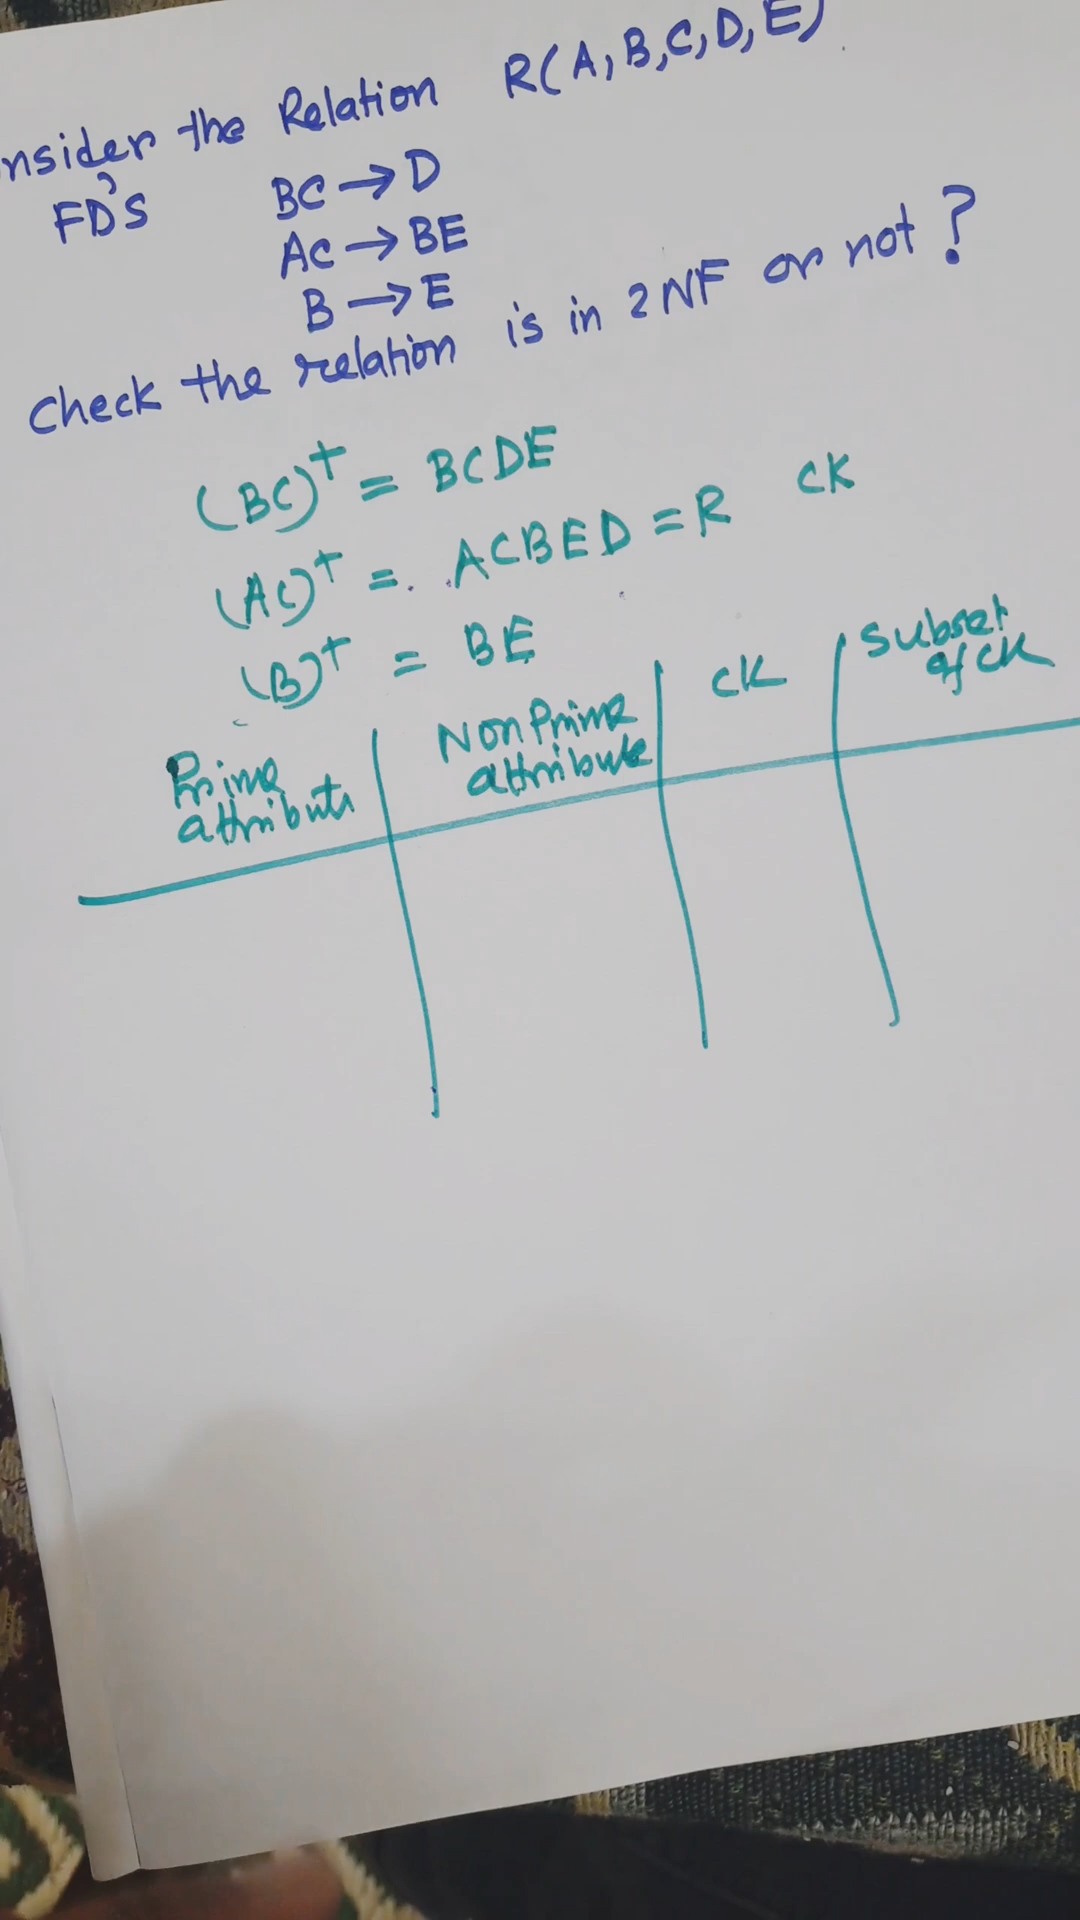 nsider the Relation R(A,B,C,D,E)
FD'S BC→D
AC→BE
B→E
check the relation is in 2NF or not?
(BC)⁺ = BCDE
(AC)⁺ = ACBED = R CK
(B)⁺ = BE
Prime attribute
Non Prime attribute
CK
Subset of CK